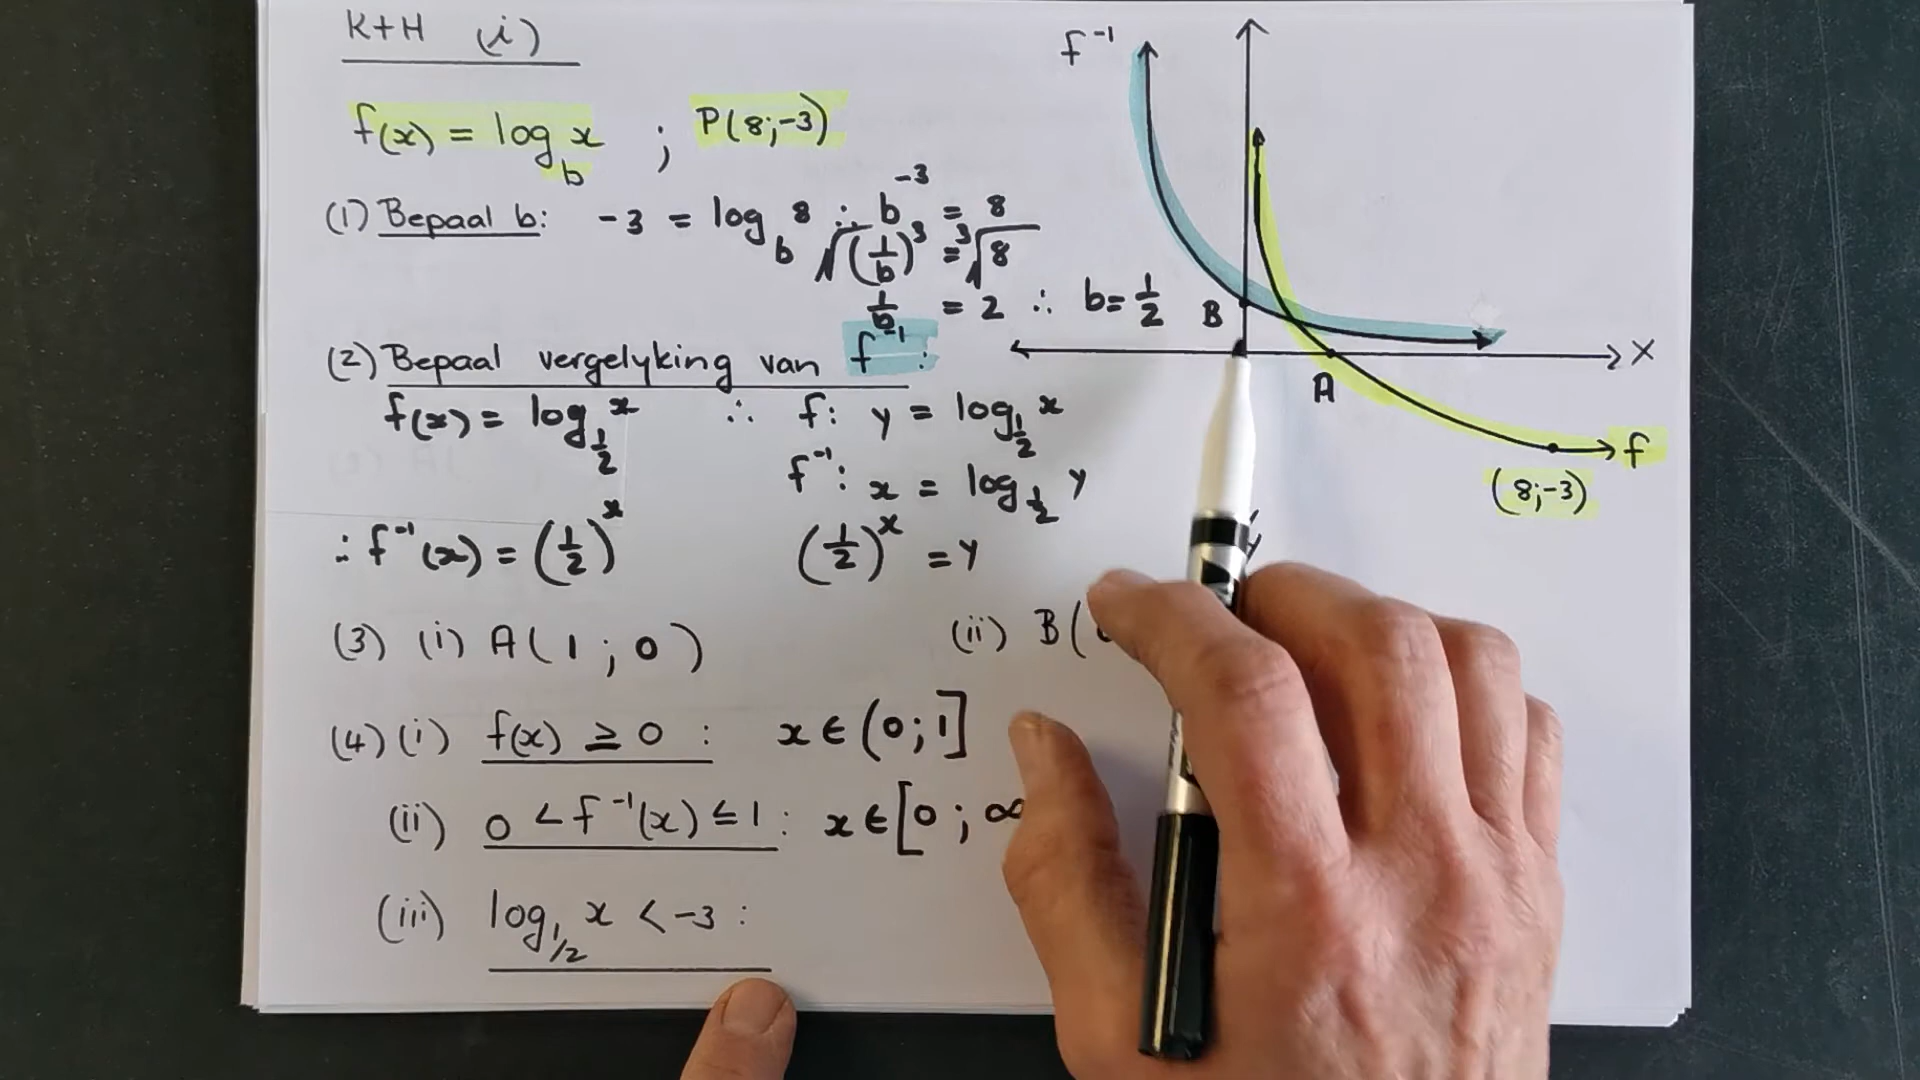 K+H (i)
f(x) = log_b x ; P(8;-3)
(1) Bepaal b: -3 = log_b 8 ∴ b^-3 = 8
√(1/b)^3 = ∛8
1/b = 2 ∴ b = 1/2
(2) Bepaal vergelyking van f^-1 :
f(x) = log_1/2 x ∴ f: y = log_1/2 x
f^-1: x = log_1/2 y
∴ f^-1(x) = (1/2)^x (1/2)^x = y
(3) (i) A(1 ; 0) (ii) B(
(4) (i) f(x) ≥ 0 : x ∈ (0;1]
(ii) 0 < f^-1(x) ≤ 1 : x ∈ [0 ; ∞
(iii) log_1/2 x < -3 :
f^-1
B
X
A
f
(8;-3)